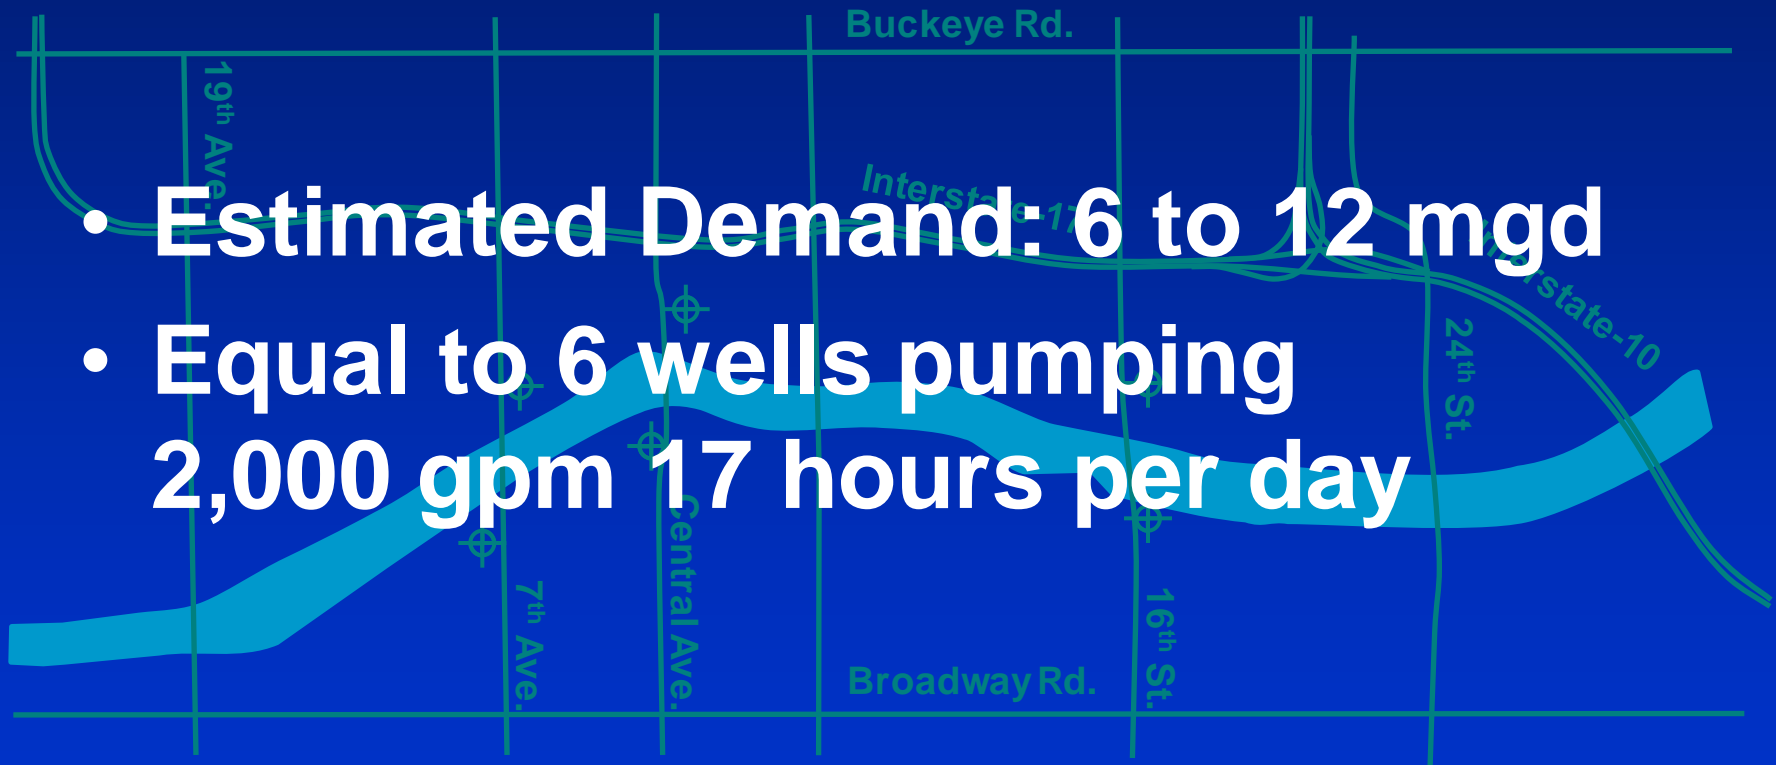 Buckeye Rd.
19th Ave.
Interstate-17
• Estimated Demand: 6 to 12 mgd
Interstate-10
24th St.
• Equal to 6 wells pumping
2,000 gpm 17 hours per day
Central Ave.
7th Ave.
16th St.
Broadway Rd.